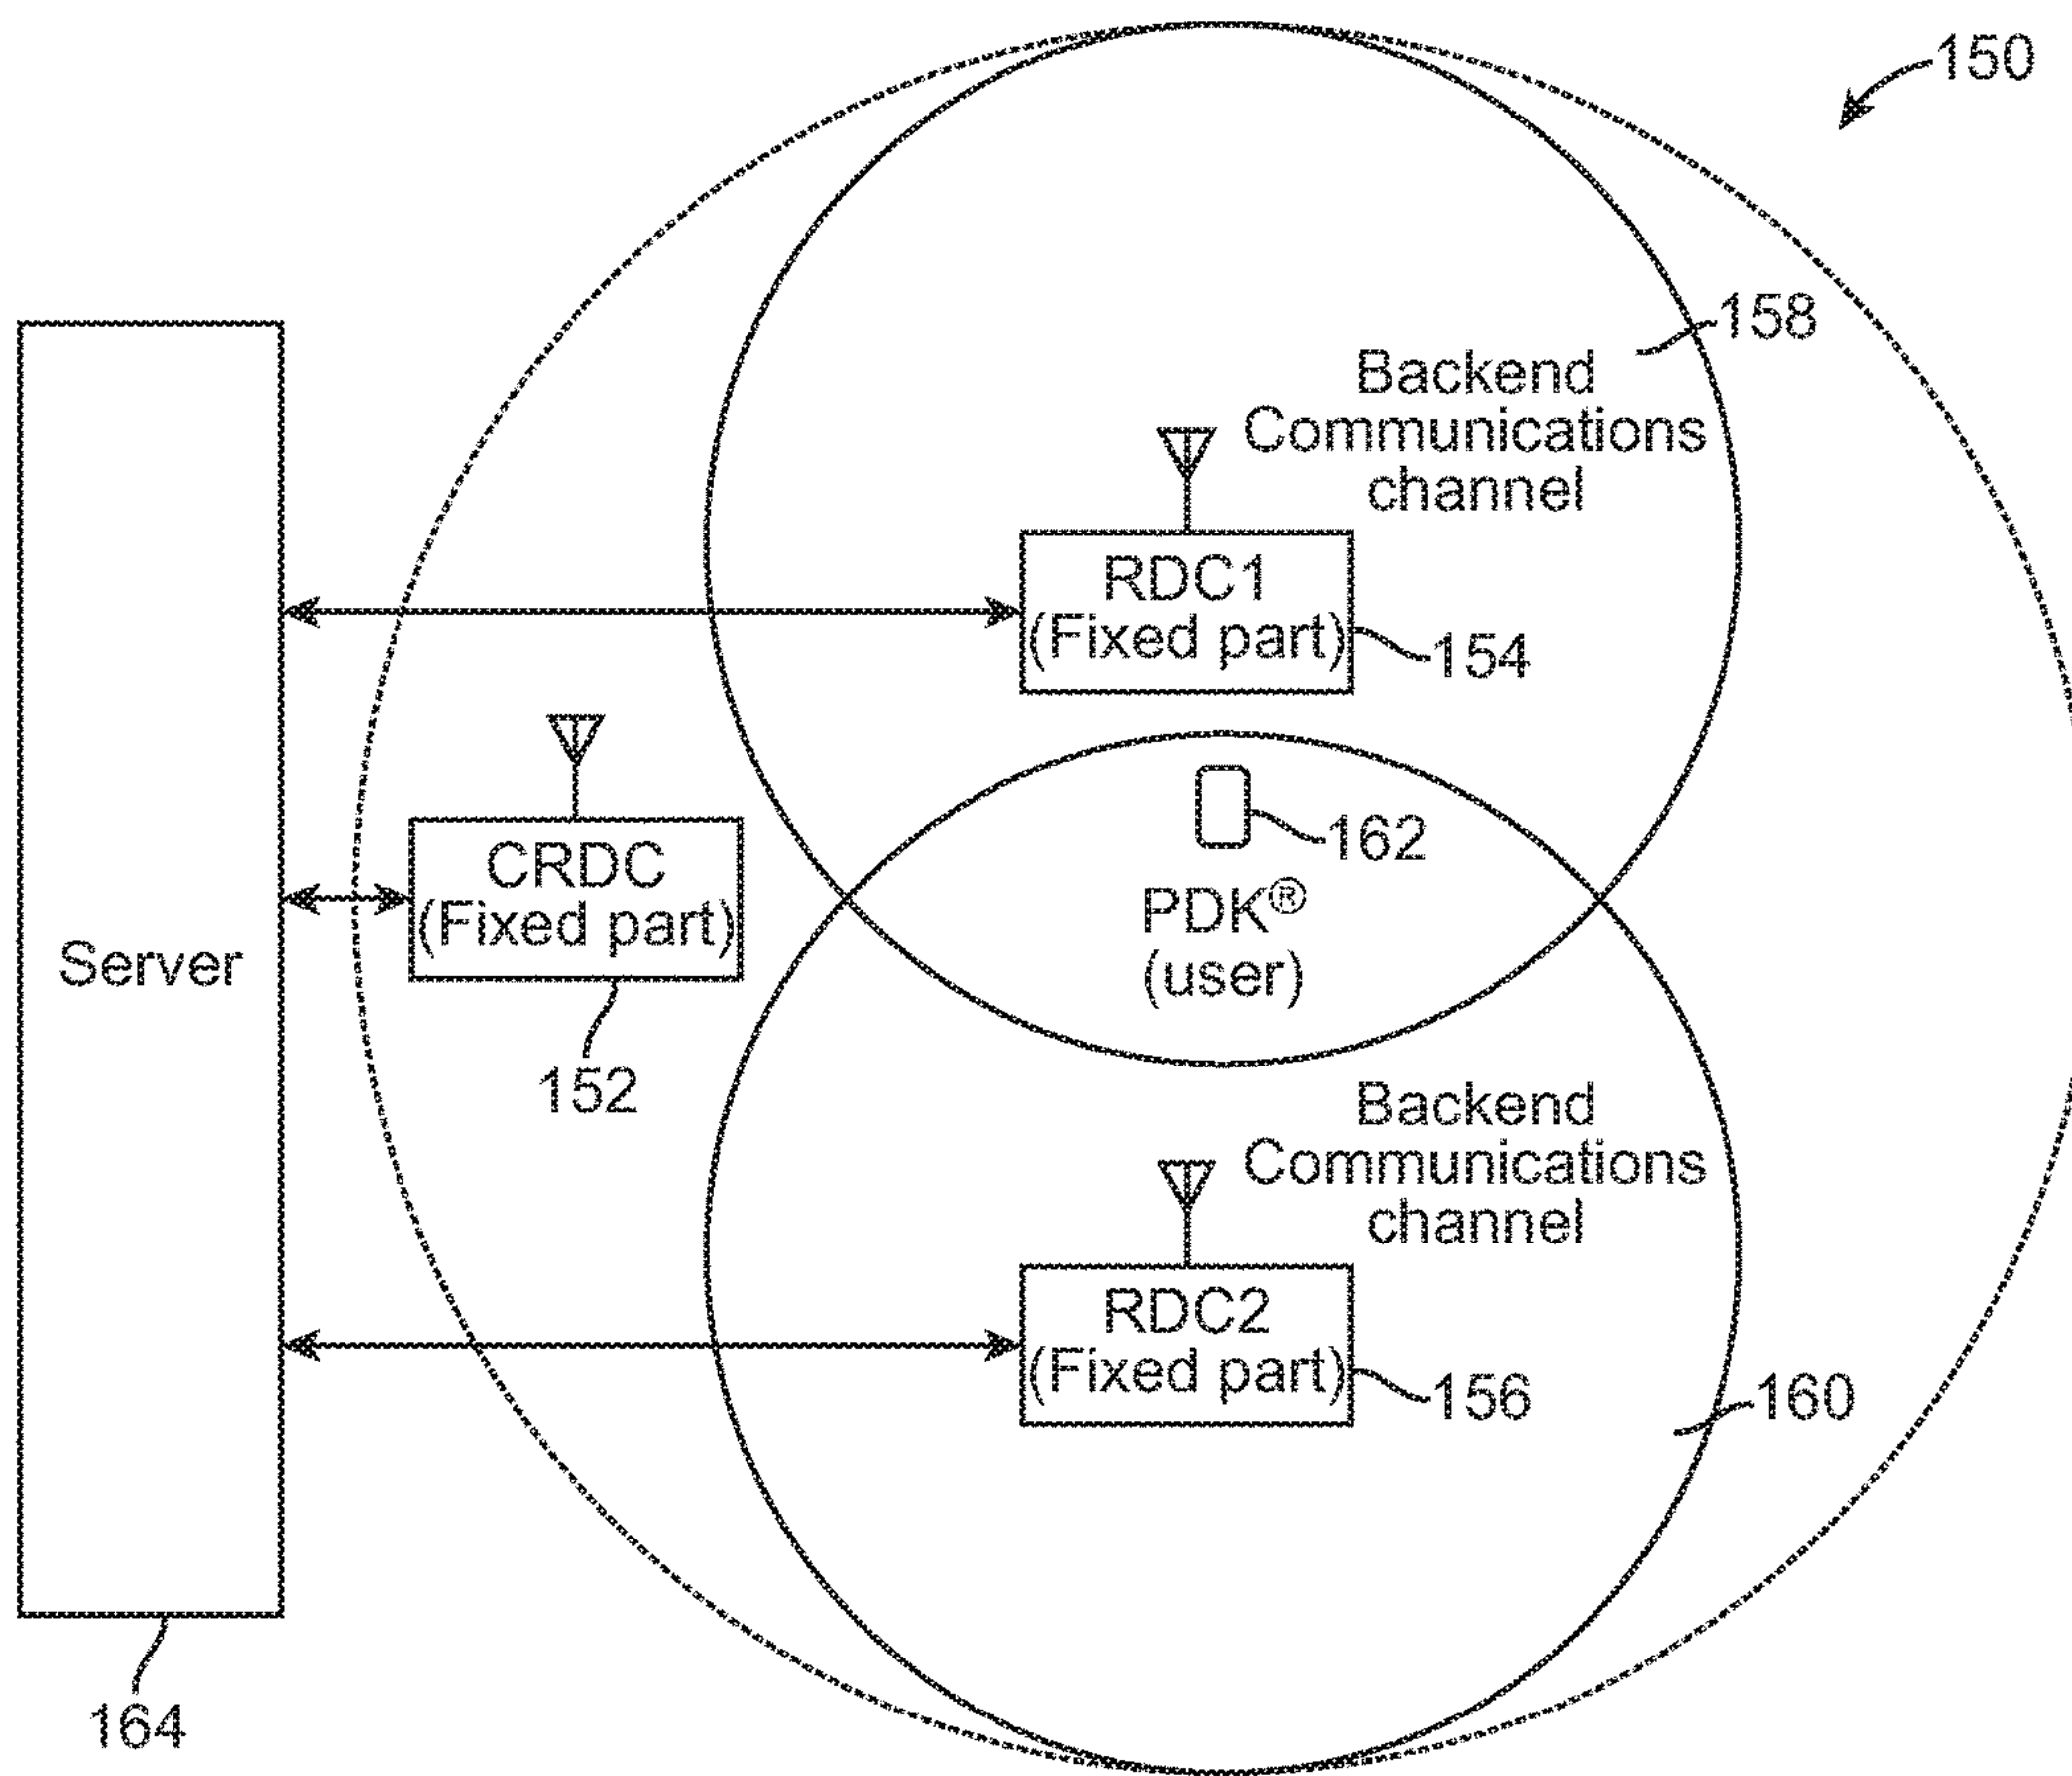 150
158
Backend
Communications
channel
RDC1
(Fixed part)
154
162
CRDC
(Fixed part)
PDK®
(user)
Server
152
Backend
Communications
channel
RDC2
(Fixed part)
156
160
164